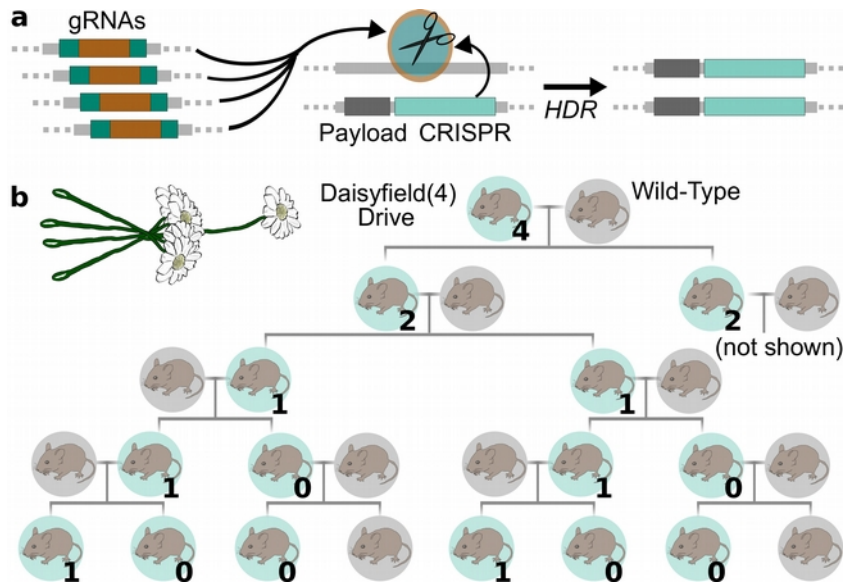 a
gRNAs
Payload CRISPR
HDR
b
Daisyfield(4)
Drive
Wild-Type
4
2
2
(not shown)
1
1
1
0
1
0
1
0
0
1
0
0